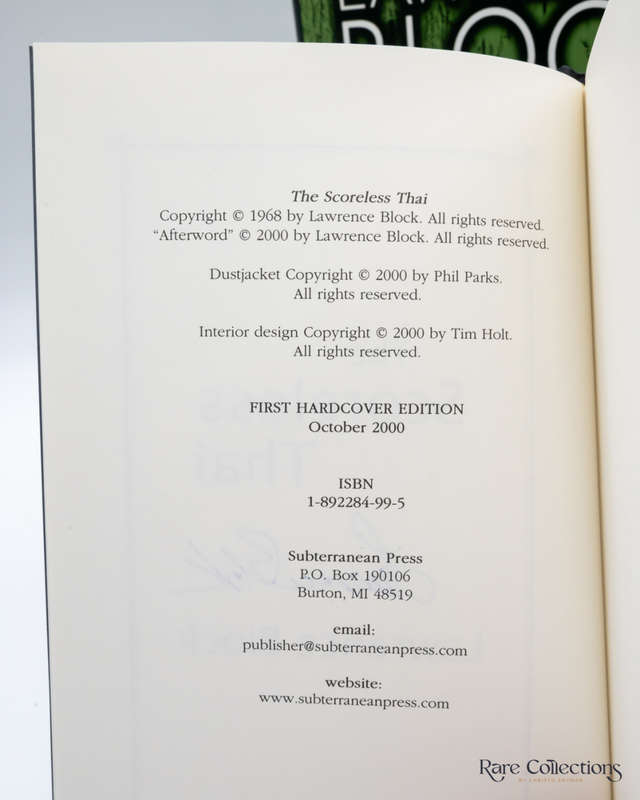 The Scoreless Thai
Copyright © 1968 by Lawrence Block. All rights reserved.
“Afterword” © 2000 by Lawrence Block. All rights reserved.
Dustjacket Copyright © 2000 by Phil Parks.
All rights reserved.
Interior design Copyright © 2000 by Tim Holt.
All rights reserved.
FIRST HARDCOVER EDITION
October 2000
ISBN
1-892284-99-5
Subterranean Press
P.O. Box 190106
Burton, MI 48519
email:
publisher@subterraneanpress.com
website:
www.subterraneanpress.com
Rare Collections